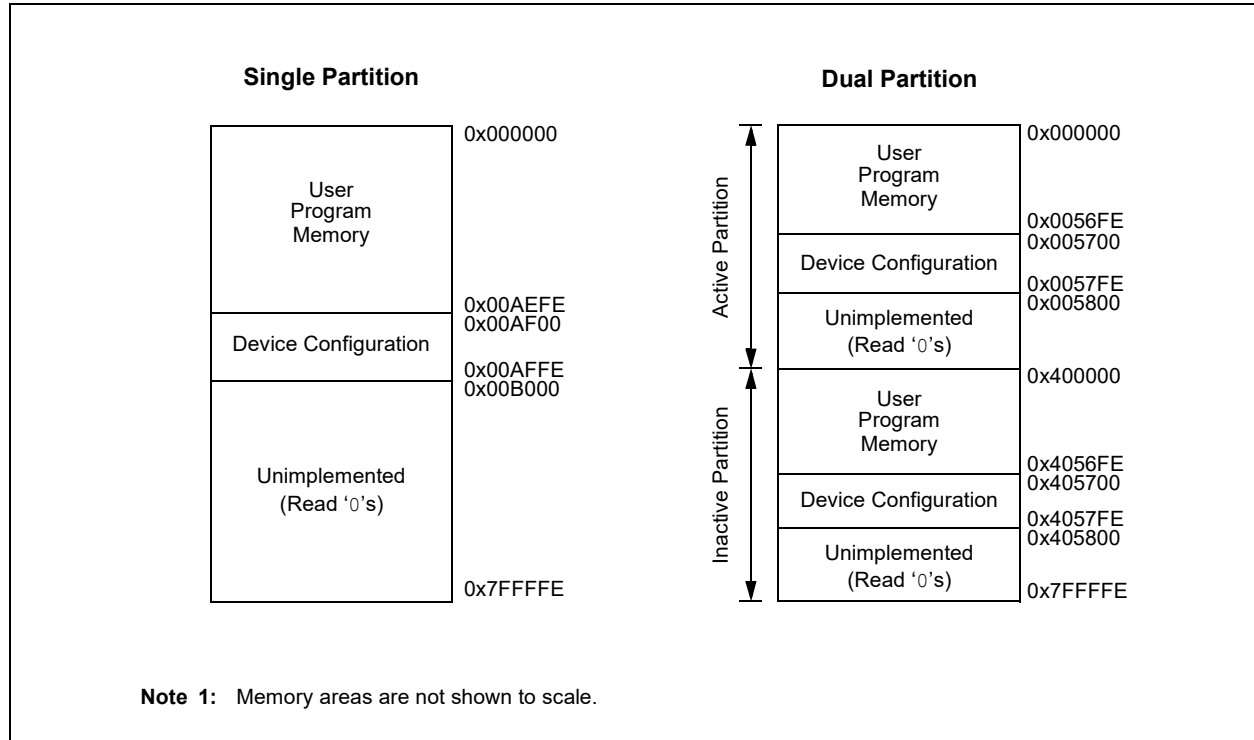 Single Partition
0x000000
User
Program
Memory
0x00AEFE
0x00AF00
Device Configuration
0x00AFFE
0x00B000
Unimplemented
(Read ‘0’s)
0x7FFFFE
Dual Partition
Active Partition
0x000000
User
Program
Memory
0x0056FE
0x005700
Device Configuration
0x0057FE
0x005800
Unimplemented
(Read ‘0’s)
Inactive Partition
0x400000
User
Program
Memory
0x4056FE
0x405700
Device Configuration
0x4057FE
0x405800
Unimplemented
(Read ‘0’s)
0x7FFFFE
Note 1: Memory areas are not shown to scale.